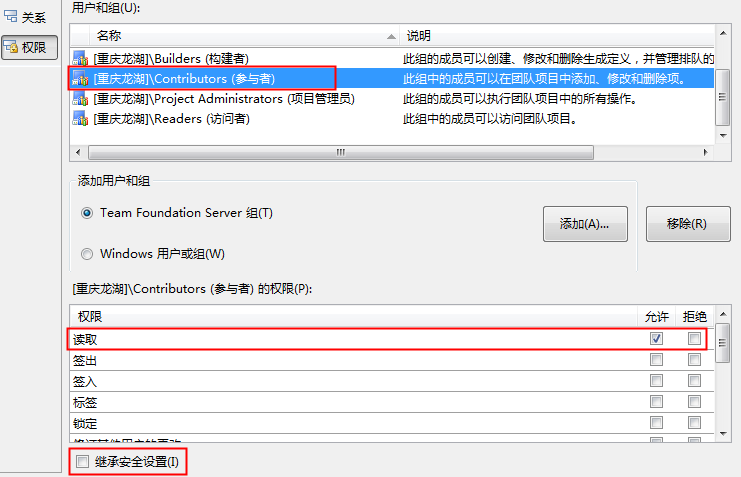 关系
权限
用户和组(U):
名称 说明
[重庆龙湖]\Builders (构建者) 此组的成员可以创建、修改和删除生成定义，并管理排队的
[重庆龙湖]\Contributors (参与者) 此组中的成员可以在团队项目中添加、修改和删除项。
[重庆龙湖]\Project Administrators (项目管理员) 此组的成员可以执行团队项目中的所有操作。
[重庆龙湖]\Readers (访问者) 此组中的成员可以访问团队项目。
添加用户和组
Team Foundation Server 组(T)
Windows 用户或组(W)
添加(A)...
移除(R)
[重庆龙湖]\Contributors (参与者) 的权限(P):
权限 允许 拒绝
读取
签出
签入
标签
锁定
修订其他用户的更改
继承安全设置(I)